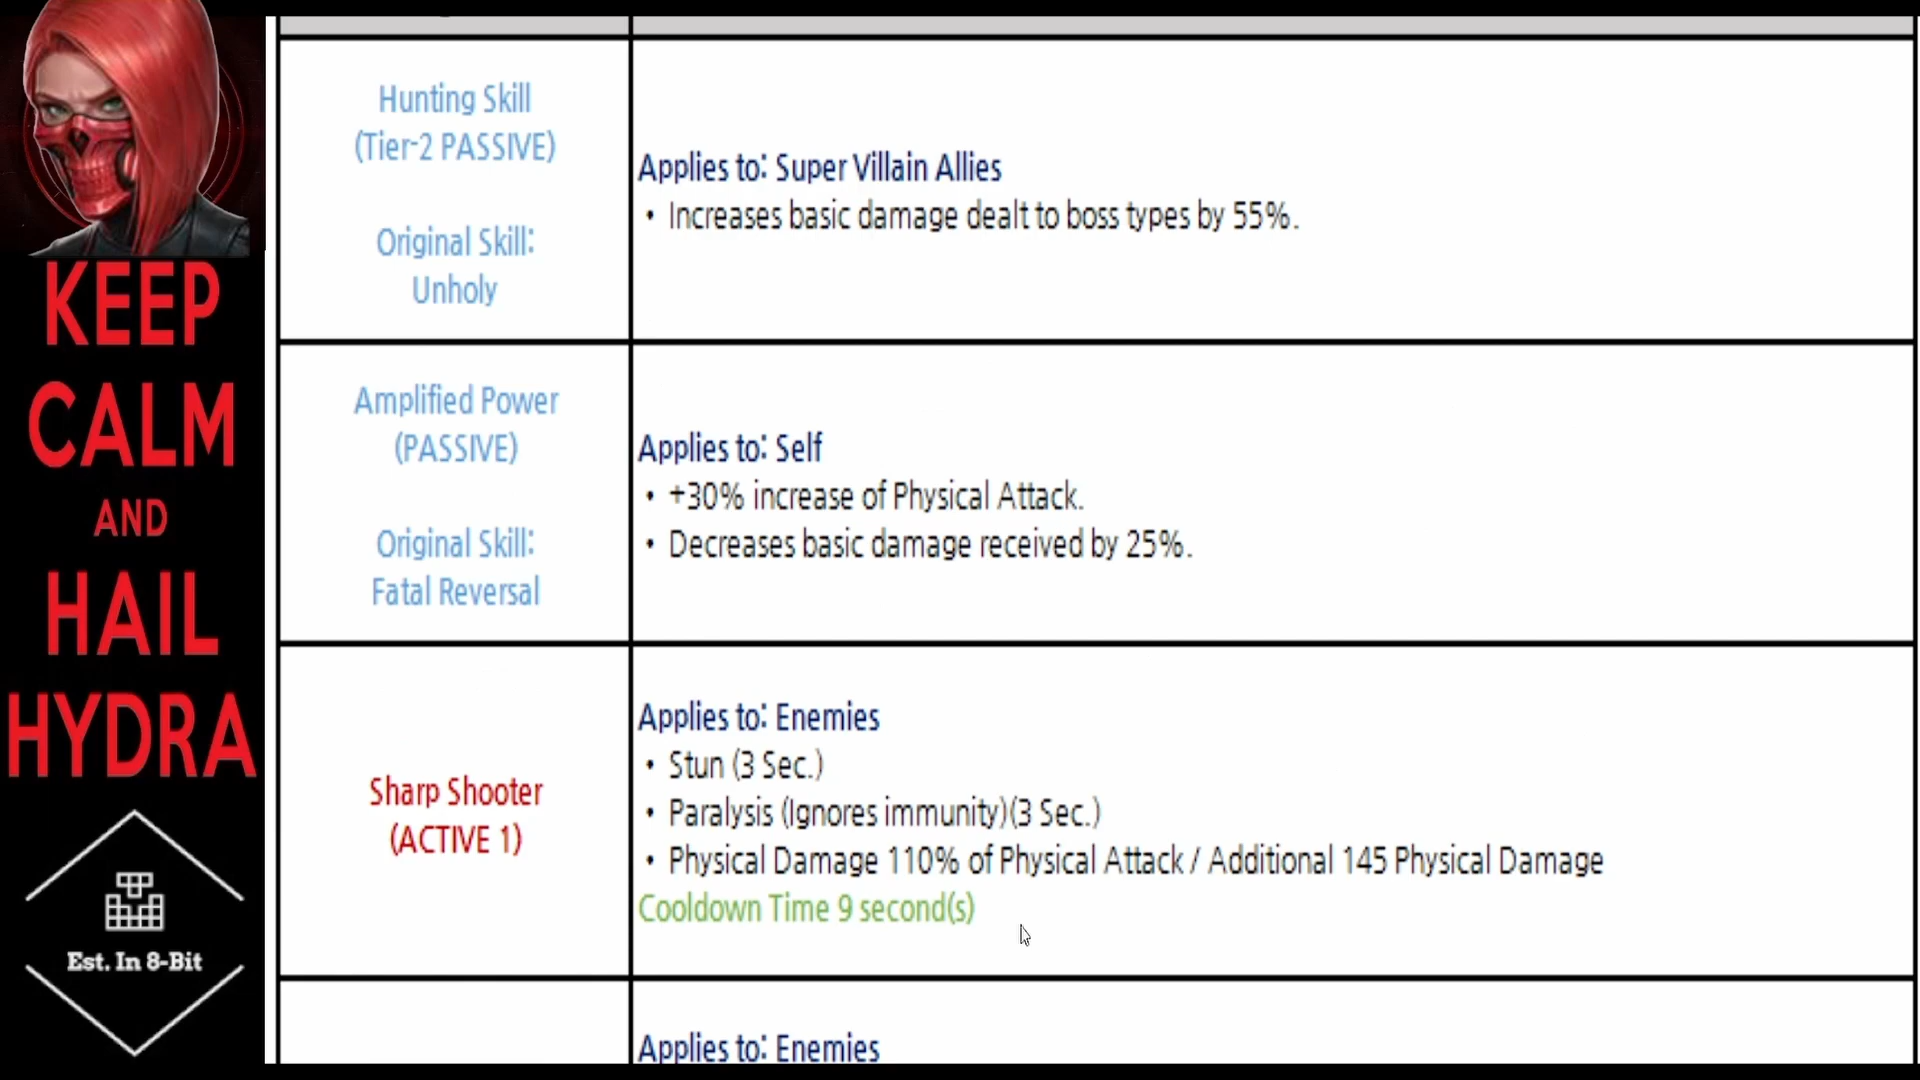 KEEP
CALM
AND
HAIL
HYDRA
Est. In 8-Bit
Hunting Skill
(Tier-2 PASSIVE)
Original Skill:
Unholy
Applies to: Super Villain Allies
• Increases basic damage dealt to boss types by 55%.
Amplified Power
(PASSIVE)
Original Skill:
Fatal Reversal
Applies to: Self
• +30% increase of Physical Attack.
• Decreases basic damage received by 25%.
Sharp Shooter
(ACTIVE 1)
Applies to: Enemies
• Stun (3 Sec.)
• Paralysis (Ignores immunity)(3 Sec.)
• Physical Damage 110% of Physical Attack / Additional 145 Physical Damage
Cooldown Time 9 second(s)
Applies to: Enemies